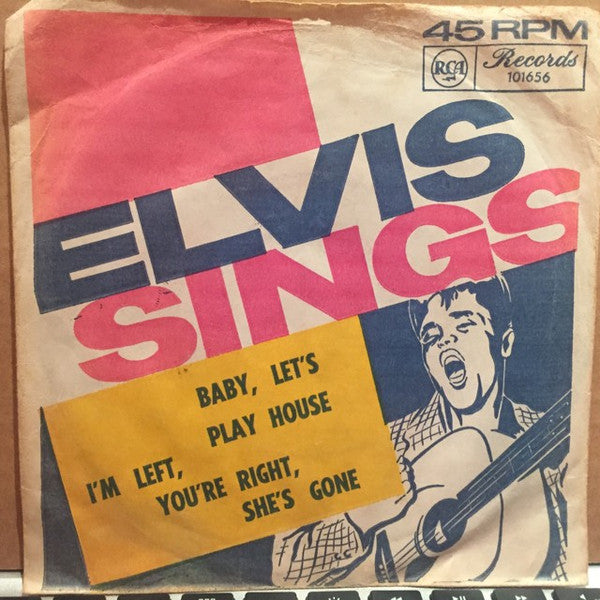 45 RPM
RCA Records
101656
ELVIS
SINGS
BABY, LET'S
PLAY HOUSE
I'M LEFT,
YOU'RE RIGHT,
SHE'S GONE